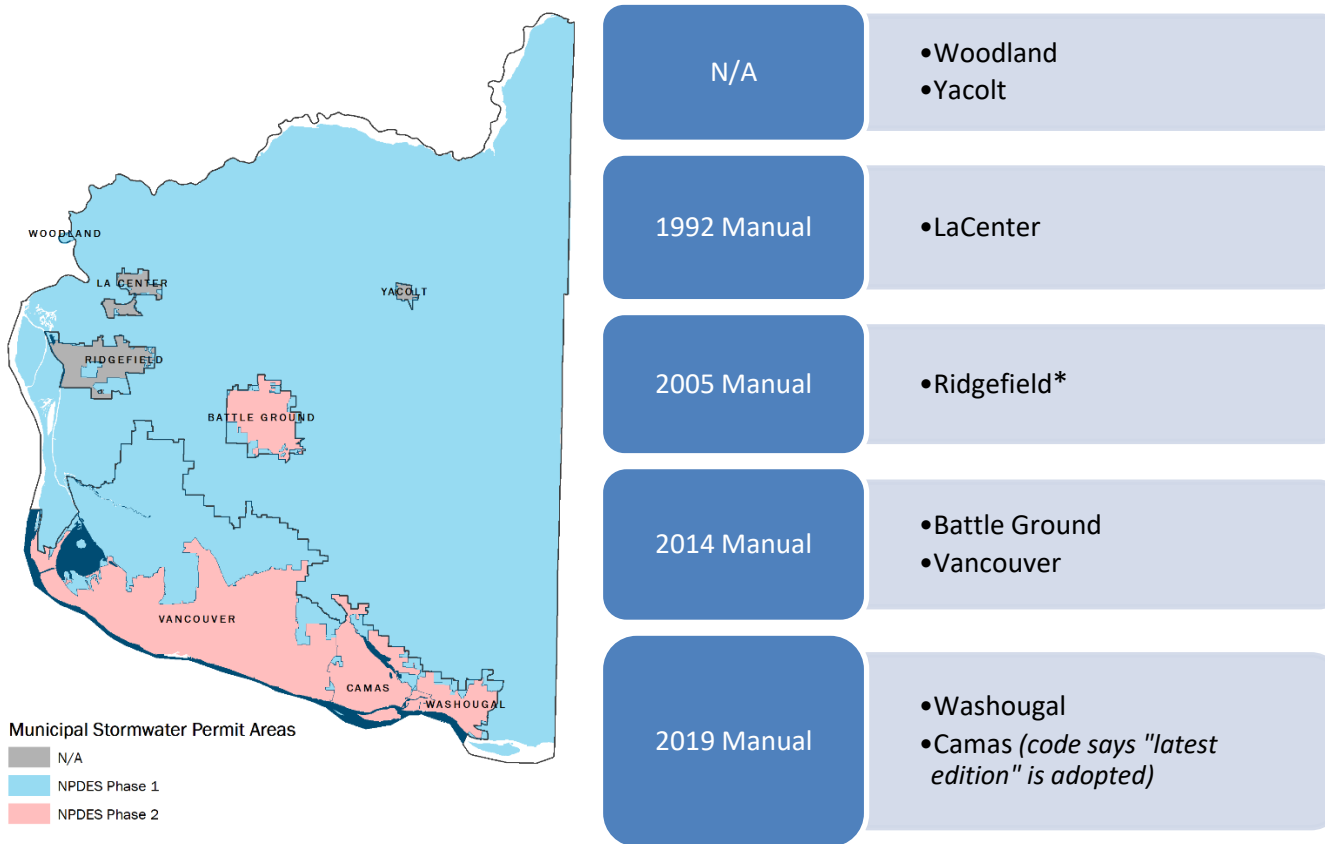 WOODLAND
LA CENTER
YACOLT
RIDGEFIELD
BATTLE GROUND
VANCOUVER
CAMAS
WASHOUGAL
Municipal Stormwater Permit Areas
N/A
NPDES Phase 1
NPDES Phase 2
N/A
•Woodland
•Yacolt
1992 Manual
•LaCenter
2005 Manual
•Ridgefield*
2014 Manual
•Battle Ground
•Vancouver
2019 Manual
•Washougal
•Camas (code says "latest
edition" is adopted)